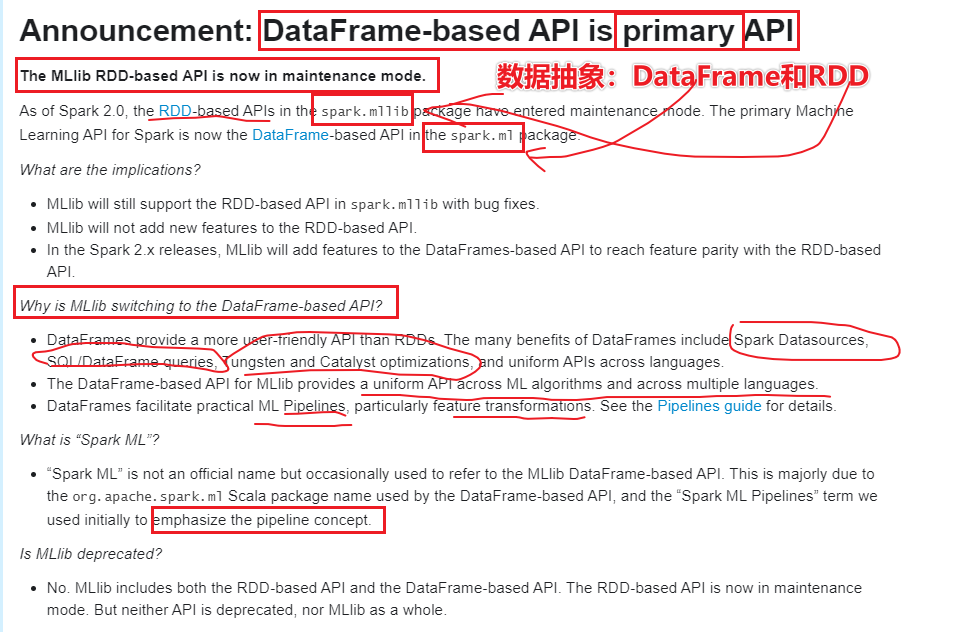 Announcement: DataFrame-based API is primary API
The MLlib RDD-based API is now in maintenance mode.
数据抽象：DataFrame和RDD
As of Spark 2.0, the RDD-based APIs in the spark.mllib package have entered maintenance mode. The primary Machine
Learning API for Spark is now the DataFrame-based API in the spark.ml package.
What are the implications?
• MLlib will still support the RDD-based API in spark.mllib with bug fixes.
• MLlib will not add new features to the RDD-based API.
• In the Spark 2.x releases, MLlib will add features to the DataFrames-based API to reach feature parity with the RDD-based
API.
Why is MLlib switching to the DataFrame-based API?
• DataFrames provide a more user-friendly API than RDDs. The many benefits of DataFrames include Spark Datasources,
SQL/DataFrame queries, Tungsten and Catalyst optimizations, and uniform APIs across languages.
• The DataFrame-based API for MLlib provides a uniform API across ML algorithms and across multiple languages.
• DataFrames facilitate practical ML Pipelines, particularly feature transformations. See the Pipelines guide for details.
What is “Spark ML”?
• “Spark ML” is not an official name but occasionally used to refer to the MLlib DataFrame-based API. This is majorly due to
the org.apache.spark.ml Scala package name used by the DataFrame-based API, and the “Spark ML Pipelines” term we
used initially to emphasize the pipeline concept.
Is MLlib deprecated?
• No. MLlib includes both the RDD-based API and the DataFrame-based API. The RDD-based API is now in maintenance
mode. But neither API is deprecated, nor MLlib as a whole.